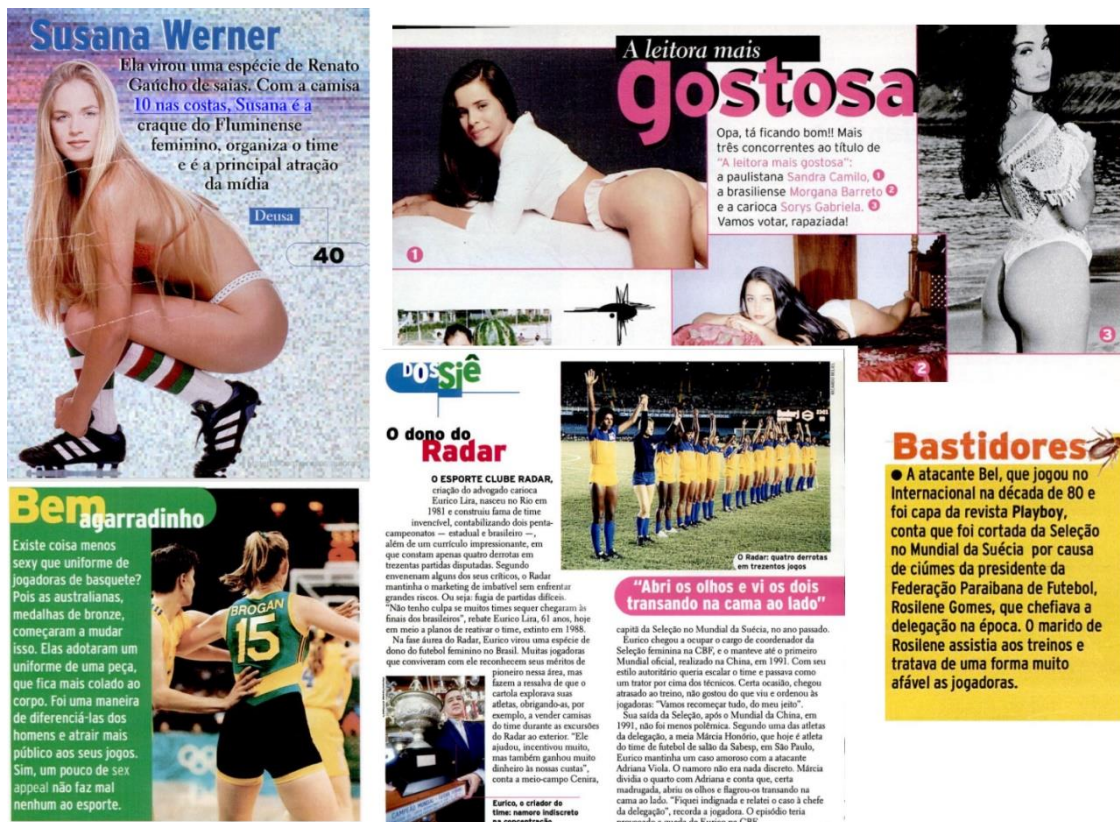 Susana Werner
Ela virou uma espécie de Renato
Gaúcho de saias. Com a camisa
10 nas costas, Susana é a
craque do Fluminense
feminino, organiza o time
e é a principal atração
da mídia
Deusa
40
A leitora mais
gostosa
Opa, tá ficando bom!! Mais
três concorrentes ao título de
"A leitora mais gostosa":
a paulistana Sandra Camilo, 1
a brasiliense Morgana Barreto 2
e a carioca Sorys Gabriela. 3
Vamos votar, rapaziada!
1
2
3
Bem
agarradinho
Existe coisa menos
sexy que uniforme de
jogadoras de basquete?
Pois as australianas,
medalhas de bronze,
começaram a mudar
isso. Elas adotaram um
uniforme de uma peça,
que fica mais colado ao
corpo. Foi uma maneira
de diferenciá-las dos
homens e atrair mais
público aos seus jogos.
Sim, um pouco de sex
appeal não faz mal
nenhum ao esporte.
BROGAN
15
DOSSIÊ
O dono do
Radar
O ESPORTE CLUBE RADAR,
criação do advogado carioca
Eurico Lira, nasceu no Rio em
1981 e construiu fama de time
invencível, contabilizando dois penta-
campeonatos — estadual e brasileiro —,
além de um currículo impressionante, em
que constam apenas quatro derrotas em
trezentas partidas disputadas. Segundo
envenenam alguns dos seus críticos, o Radar
mantinha o marketing de imbatível sem enfrentar
grandes riscos. Ou seja: fugia de partidas difíceis.
"Não tenho culpa se muitos times sequer chegaram às
finais dos brasileiros", rebate Eurico Lira, 61 anos, hoje
em meio a planos de reativar o time, extinto em 1988.
Na fase áurea do Radar, Eurico virou uma espécie de
dono do futebol feminino no Brasil. Muitas jogadoras
que conviveram com ele reconhecem seus méritos de
pioneiro nessa área, mas
fazem a ressalva de que o
cartola explorava suas
atletas, obrigando-as, por
exemplo, a vender camisas
do time durante as excursões
do Radar ao exterior. "Ele
ajudou, incentivou muito,
mas também ganhou muito
dinheiro às nossas custas",
conta a meio-campo Cenira,
Eurico, o criador do
time: namoro indiscreto
na concentração
O Radar: quatro derrotas
em trezentos jogos
"Abri os olhos e vi os dois
transando na cama ao lado"
capitã da Seleção no Mundial da Suécia, no ano passado.
Eurico chegou a ocupar o cargo de coordenador da
Seleção feminina na CBF, e o manteve até o primeiro
Mundial oficial, realizado na China, em 1991. Com seu
estilo autoritário queria escalar o time e passava como
um trator por cima dos técnicos. Certa ocasião, chegou
atrasado ao treino, não gostou do que viu e ordenou às
jogadoras: "Vamos recomeçar tudo, do meu jeito".
Sua saída da Seleção, após o Mundial da China, em
1991, não foi menos polêmica. Segundo uma das atletas
da delegação, a meia Márcia Honório, que hoje é atleta
do time de futebol de salão da Sabesp, em São Paulo,
Eurico mantinha um caso amoroso com a atacante
Adriana Viola. O namoro não era nada discreto. Márcia
dividia o quarto com Adriana e conta que, certa
madrugada, abriu os olhos e flagrou-os transando na
cama ao lado. "Fiquei indignada e relatei o caso à chefe
da delegação", recorda a jogadora. O episódio teria
Bastidores
● A atacante Bel, que jogou no
Internacional na década de 80 e
foi capa da revista Playboy,
conta que foi cortada da Seleção
no Mundial da Suécia por causa
de ciúmes da presidente da
Federação Paraibana de Futebol,
Rosilene Gomes, que chefiava a
delegação na época. O marido de
Rosilene assistia aos treinos e
tratava de uma forma muito
afável as jogadoras.